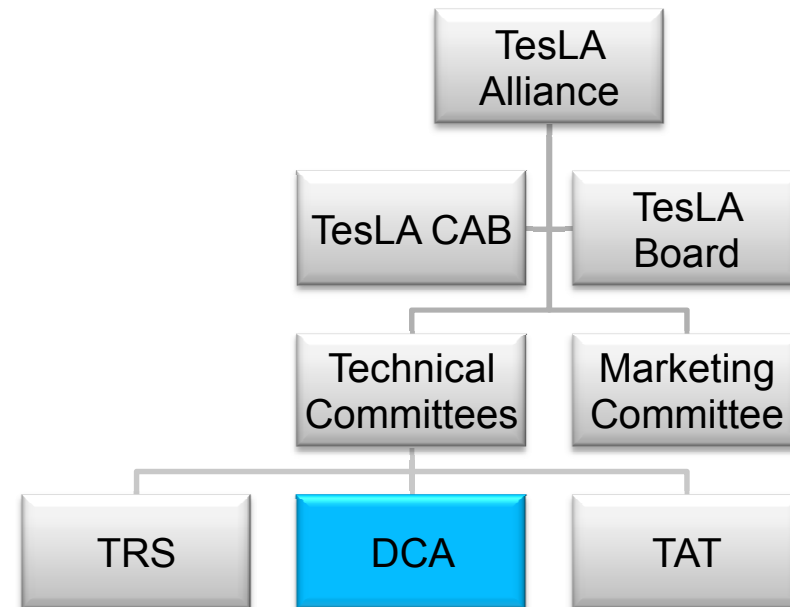 TesLA
Alliance
TesLA CAB
TesLA
Board
Technical
Committees
Marketing
Committee
TRS
DCA
TAT